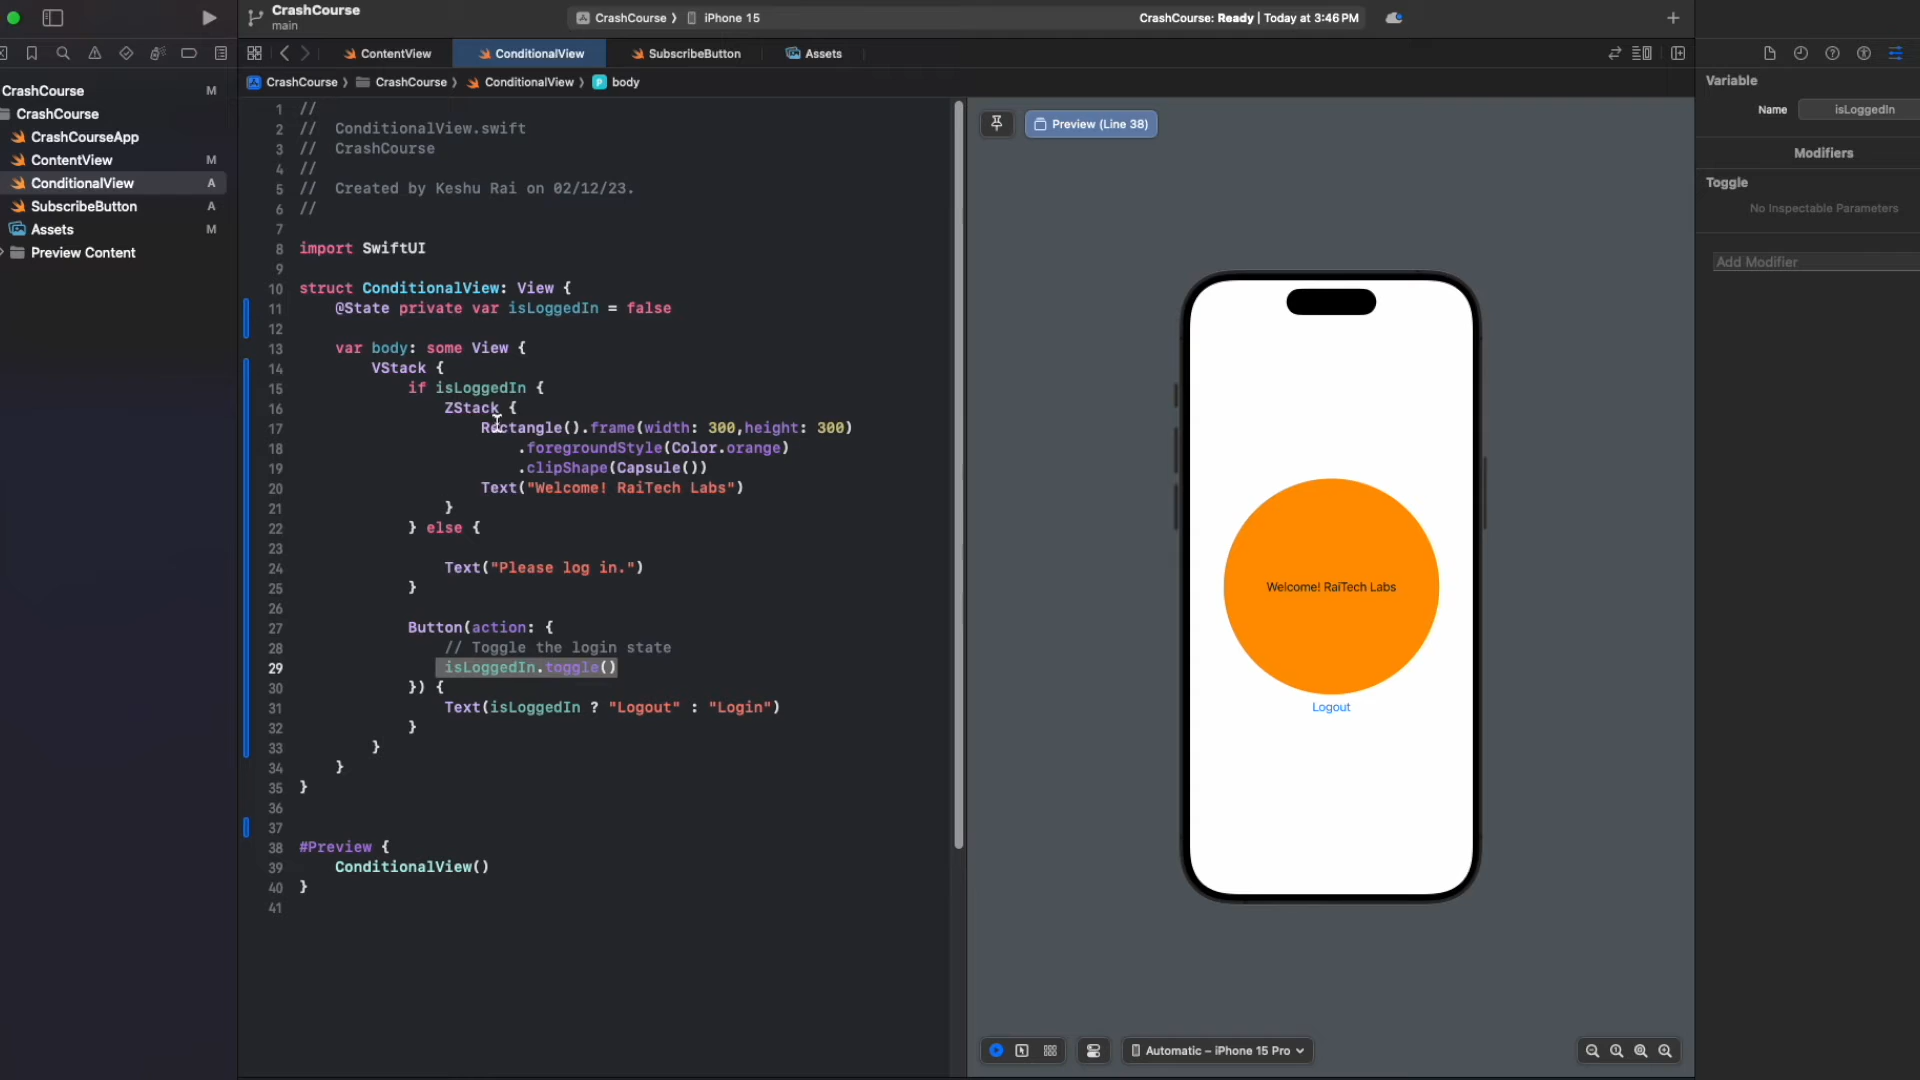 CrashCourse
main
CrashCourse
iPhone 15
CrashCourse: Ready | Today at 3:46 PM
ContentView
ConditionalView
SubscribeButton
Assets
CrashCourse
CrashCourse
ConditionalView
body
CrashCourse M
CrashCourse
CrashCourseApp
ContentView M
ConditionalView A
SubscribeButton A
Assets M
Preview Content
1 //
2 //  ConditionalView.swift
3 //  CrashCourse
4 //
5 //  Created by Keshu Rai on 02/12/23.
6 //
7
8 import SwiftUI
9
10 struct ConditionalView: View {
11     @State private var isLoggedIn = false
12
13     var body: some View {
14         VStack {
15             if isLoggedIn {
16                 ZStack {
17                     Rectangle().frame(width: 300,height: 300)
18                         .foregroundStyle(Color.orange)
19                         .clipShape(Capsule())
20                     Text("Welcome! RaiTech Labs")
21                 }
22             } else {
23
24                 Text("Please log in.")
25             }
26
27             Button(action: {
28                 // Toggle the login state
29                 isLoggedIn.toggle()
30             }) {
31                 Text(isLoggedIn ? "Logout" : "Login")
32             }
33         }
34     }
35 }
36
37
38 #Preview {
39     ConditionalView()
40 }
41
Preview (Line 38)
Welcome! RaiTech Labs
Logout
Automatic – iPhone 15 Pro
Variable
Name isLoggedIn
Modifiers
Toggle
No Inspectable Parameters
Add Modifier